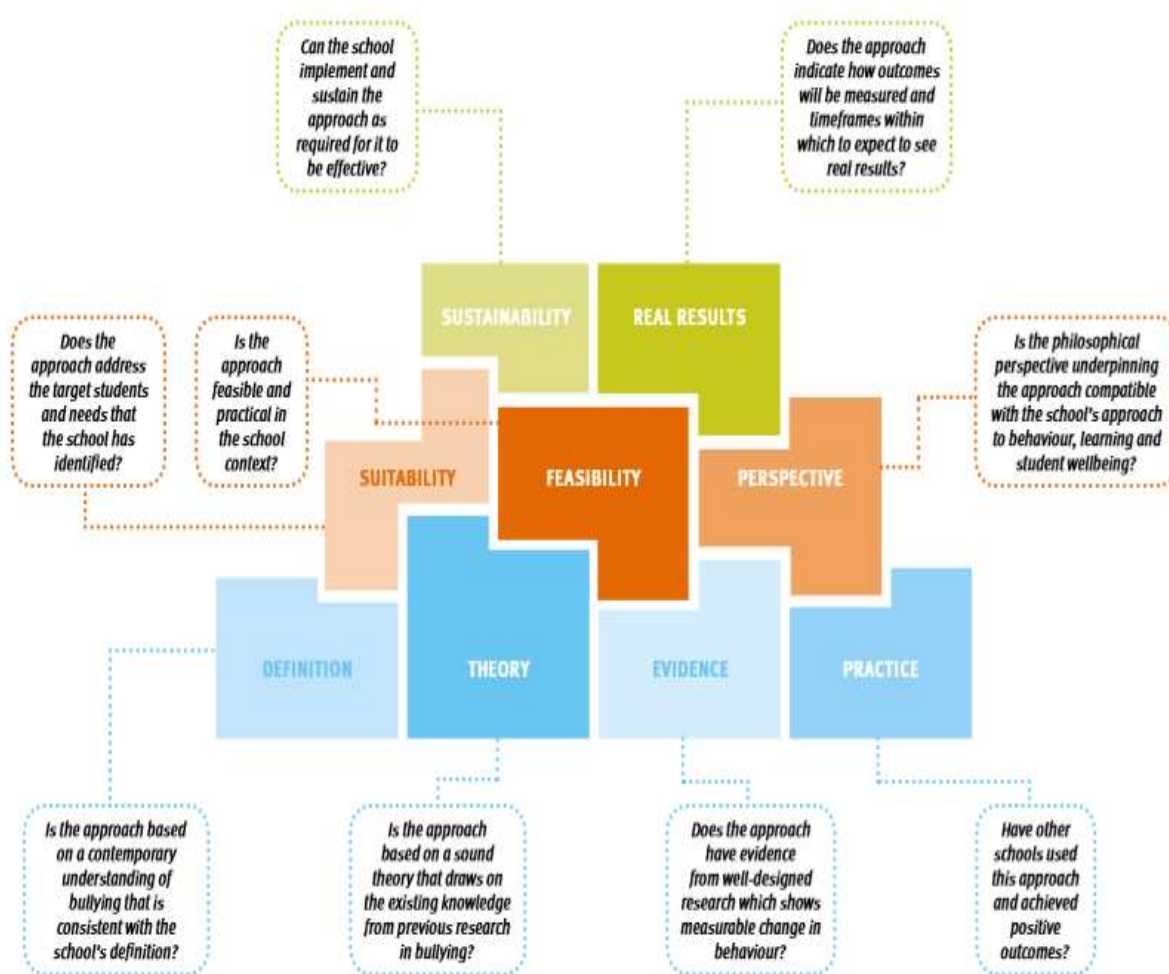 Can the school
implement and
sustain the
approach as
required for it to
be effective?
Does the approach
indicate how outcomes
will be measured and
timeframes within
which to expect to see
real results?
SUSTAINABILITY
REAL RESULTS
Does the
approach address
the target students
and needs that
the school has
identified?
Is the
approach
feasible and
practical in
the school
context?
Is the philosophical
perspective underpinning
the approach compatible
with the school's approach
to behaviour, learning and
student wellbeing?
SUITABILITY
FEASIBILITY
PERSPECTIVE
DEFINITION
THEORY
EVIDENCE
PRACTICE
Is the approach based
on a contemporary
understanding of
bullying that is
consistent with the
school's definition?
Is the approach
based on a sound
theory that draws on
the existing knowledge
from previous research
in bullying?
Does the approach
have evidence
from well-designed
research which shows
measurable change in
behaviour?
Have other
schools used
this approach
and achieved
positive
outcomes?